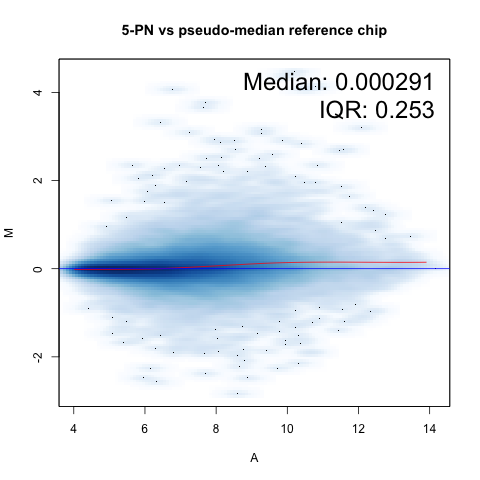 5-PN vs pseudo-median reference chip
Median: 0.000291
IQR: 0.253
M
4
2
0
-2
4 6 8 10 12 14
A